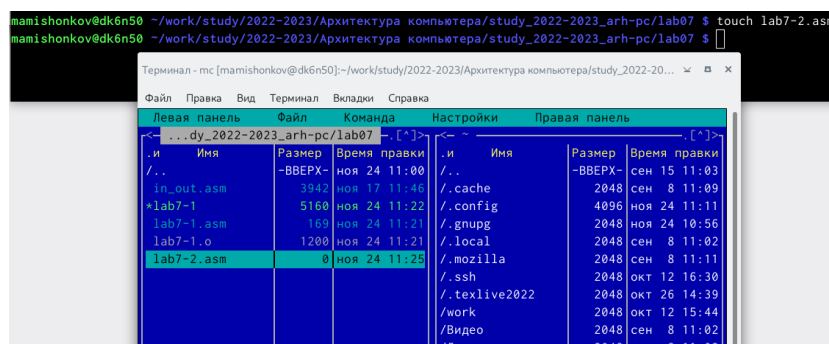 mamishonkov@dk6n50 ~/work/study/2022-2023/Архитектура компьютера/study_2022-2023_arh-pc/lab07 $ touch lab7-2.asm
mamishonkov@dk6n50 ~/work/study/2022-2023/Архитектура компьютера/study_2022-2023_arh-pc/lab07 $
Терминал - mc [mamishonkov@dk6n50]:~/work/study/2022-2023/Архитектура компьютера/study_2022-20...
Файл Правка Вид Терминал Вкладки Справка
Левая панель Файл Команда Настройки Правая панель
<— ...dy_2022-2023_arh-pc/lab07 —.[^]> <— ~ —.[^]>
.и Имя Размер Время правки .и Имя Размер Время правки
/.. -ВВЕРХ- ноя 24 11:00 /.. -ВВЕРХ- сен 15 11:03
in_out.asm 3942 ноя 17 11:46 /.cache 2048 сен 8 11:09
*lab7-1 5160 ноя 24 11:22 /.config 4096 ноя 24 11:11
lab7-1.asm 169 ноя 24 11:21 /.gnupg 2048 ноя 24 10:56
lab7-1.o 1200 ноя 24 11:21 /.local 2048 сен 8 11:02
lab7-2.asm 0 ноя 24 11:25 /.mozilla 2048 сен 8 11:11
/.ssh 2048 окт 12 16:30
/.texlive2022 2048 окт 26 14:39
/work 2048 окт 12 15:44
/Видео 2048 сен 8 11:02